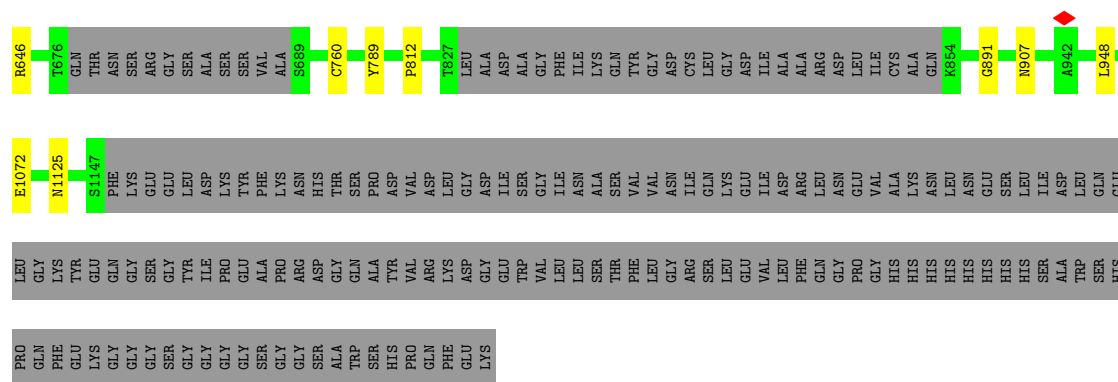 R646 T676 GLN THR ASN SER ARG GLY SER ALA SER SER VAL ALA S689 C760 Y789 P812 T827 LEU ALA ASP ALA GLY PHE ILE LYS GLN TYR GLY ASP CYS LEU GLY ASP ILE ALA ALA ARG ASP LEU ILE CYS ALA GLN K854 G891 N907 A942 L948
E1072 N1125 S1147 PHE LYS GLU GLU LEU ASP LYS TYR PHE LYS ASN HIS THR SER PRO ASP VAL ASP LEU GLY ASP ILE SER GLY ILE ASN ALA SER VAL VAL ASN ILE GLN LYS GLU ILE ASP ARG LEU ASN GLU VAL ALA LYS ASN LEU ASN GLU SER LEU ILE ASP LEU GLN GLU
LEU GLY LYS TYR GLU GLN GLY SER GLY TYR ILE PRO GLU ALA PRO ARG ASP GLY GLN ALA TYR VAL ARG LYS ASP GLY GLU TRP VAL LEU LEU SER THR PHE LEU GLY ARG SER LEU GLU VAL LEU PHE GLN GLY PRO GLY HIS HIS HIS HIS HIS HIS HIS HIS SER ALA TRP SER HIS
PRO GLN PHE GLU LYS GLY GLY GLY SER GLY GLY GLY GLY SER GLY GLY SER ALA TRP SER HIS PRO GLN PHE GLU LYS